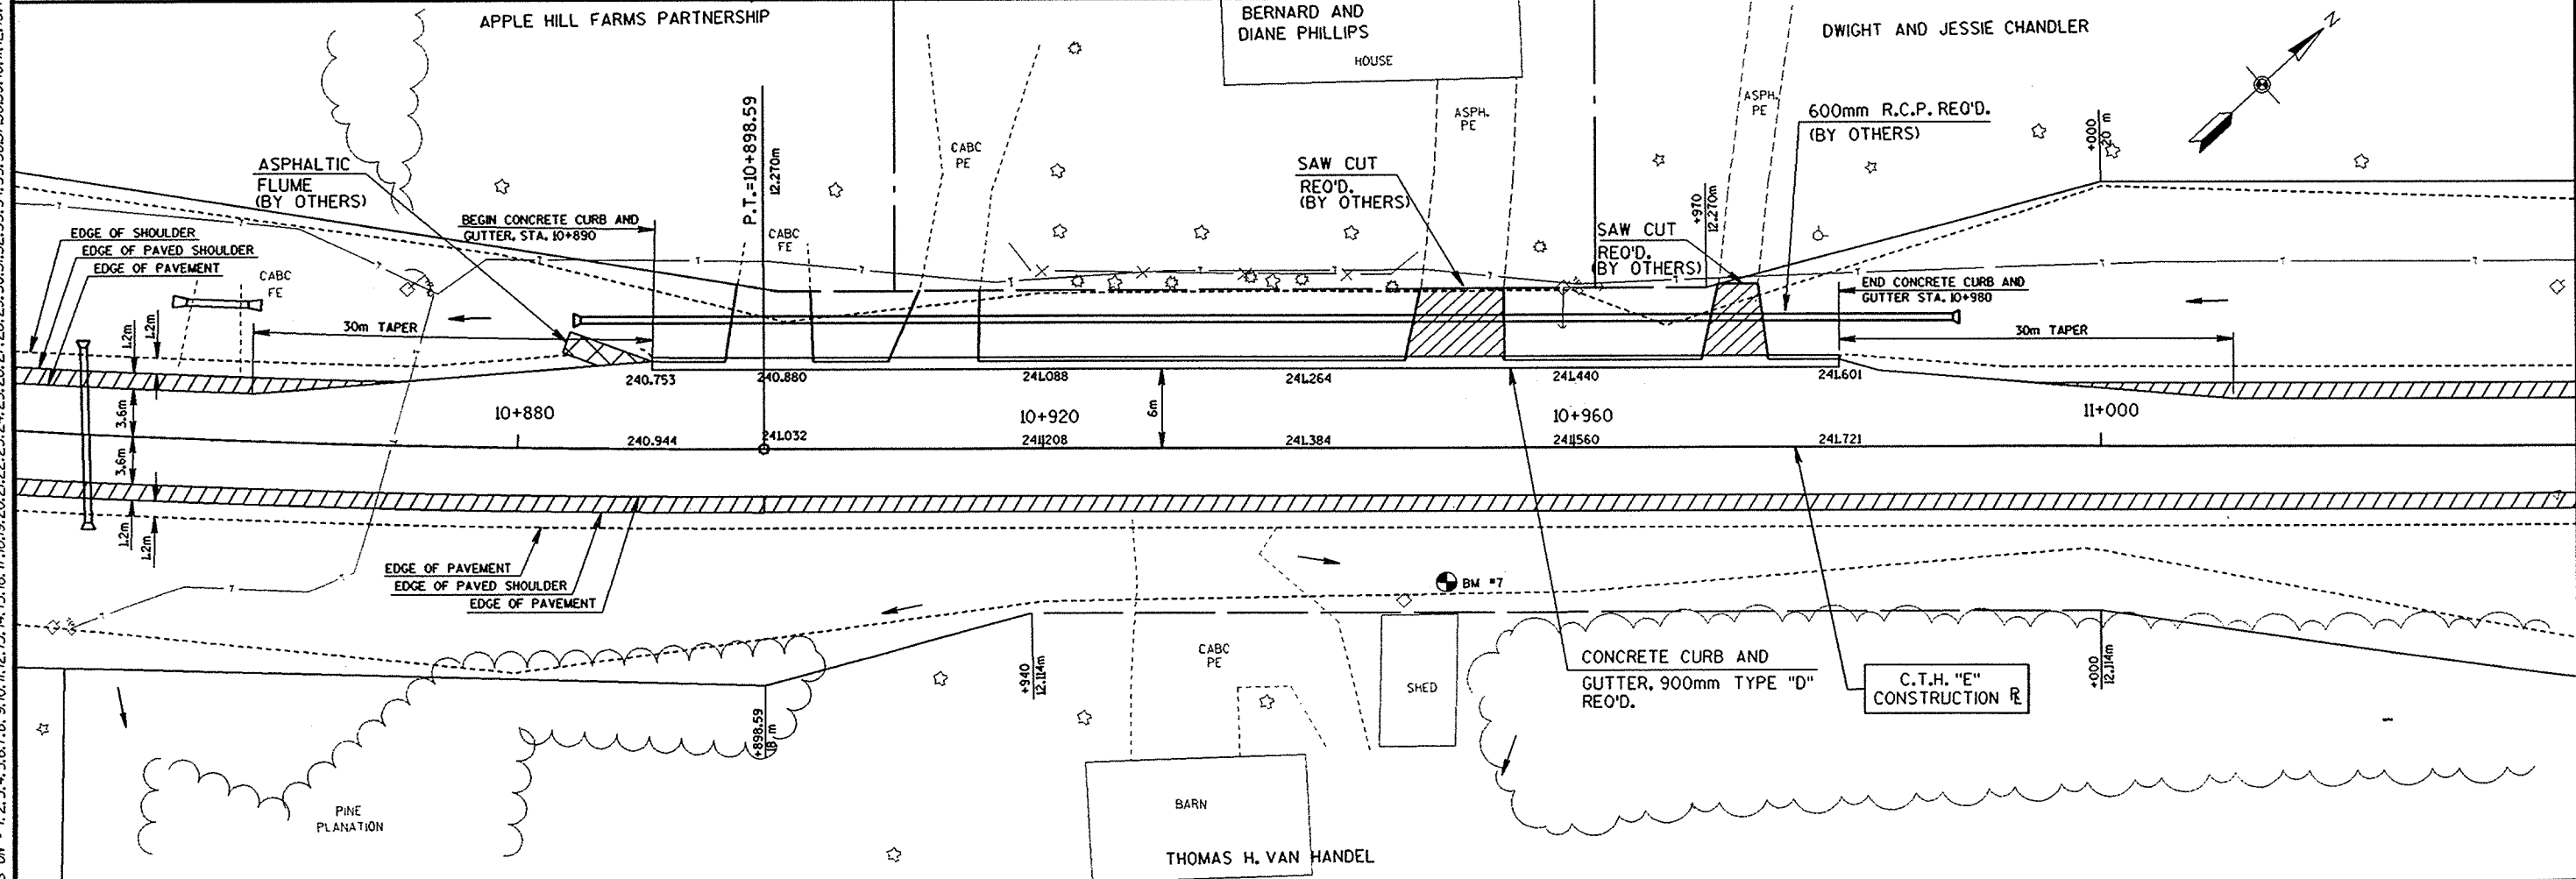 APPLE HILL FARMS PARTNERSHIP
BERNARD AND
DIANE PHILLIPS
HOUSE
DWIGHT AND JESSIE CHANDLER
N
P.T.=10+898.59
12.270m
CABC
PE
ASPH.
PE
ASPH.
PE
600mm R.C.P. REQ'D.
(BY OTHERS)
+000
20 m
ASPHALTIC
FLUME
(BY OTHERS)
SAW CUT
REQ'D.
(BY OTHERS)
BEGIN CONCRETE CURB AND
GUTTER, STA. 10+890
CABC
FE
SAW CUT
REQ'D.
(BY OTHERS)
+970
12.270m
EDGE OF SHOULDER
EDGE OF PAVED SHOULDER
EDGE OF PAVEMENT
CABC
FE
END CONCRETE CURB AND
GUTTER STA. 10+980
30m TAPER
30m TAPER
1.2m
1.2m
240.753
240.880
241.088
241.264
241.440
241.601
3.6m
10+880
10+920
6m
10+960
11+000
240.944
241.032
241.208
241.384
241.560
241.721
3.6m
1.2m
1.2m
EDGE OF PAVEMENT
EDGE OF PAVED SHOULDER
EDGE OF PAVEMENT
BM #7
+940
12.114m
CABC
PE
SHED
CONCRETE CURB AND
GUTTER, 900mm TYPE "D"
REQ'D.
C.T.H. "E"
CONSTRUCTION RL
+000
12.114m
+898.59
18 m
PINE
PLANATION
BARN
THOMAS H. VAN HANDEL